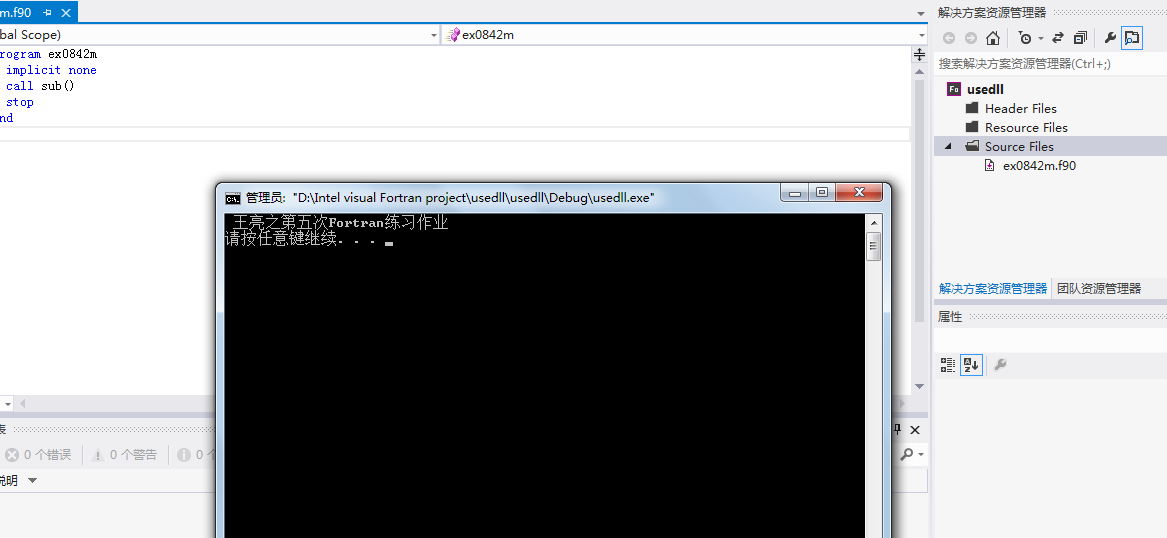 m.f90
解决方案资源管理器
bal Scope)
ex0842m
搜索解决方案资源管理器(Ctrl+;)
rogram ex0842m
implicit none
call sub()
stop
nd
usedll
Header Files
Resource Files
Source Files
ex0842m.f90
管理员: "D:\Intel visual Fortran project\usedll\usedll\Debug\usedll.exe"
王亮之第五次Fortran练习作业
请按任意键继续. . .
解决方案资源管理器 团队资源管理器
属性
表
0 个错误 0 个警告 0 个
说明